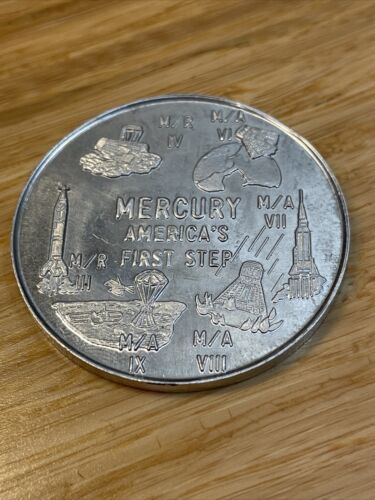 M/R
IV
M/A
VI
MERCURY
AMERICA'S
FIRST STEP
M/A
VII
M/R
III
M/A
IX
M/A
VIII